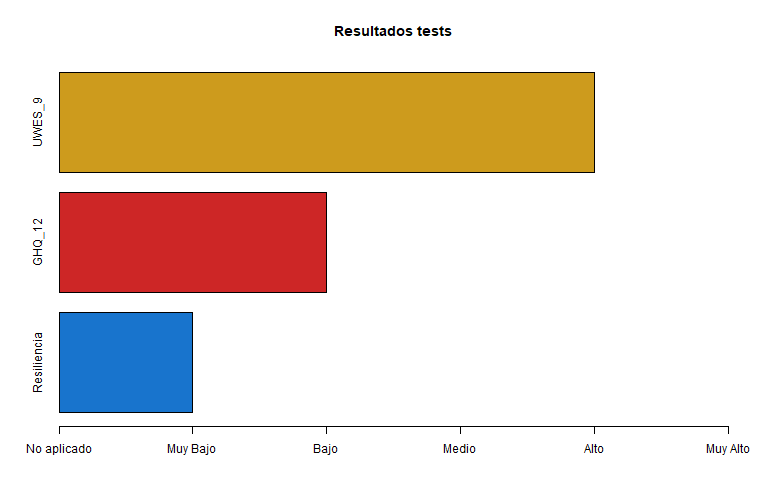 Resultados tests
UWES_9
GHQ_12
Resiliencia
No aplicado
Muy Bajo
Bajo
Medio
Alto
Muy Alto